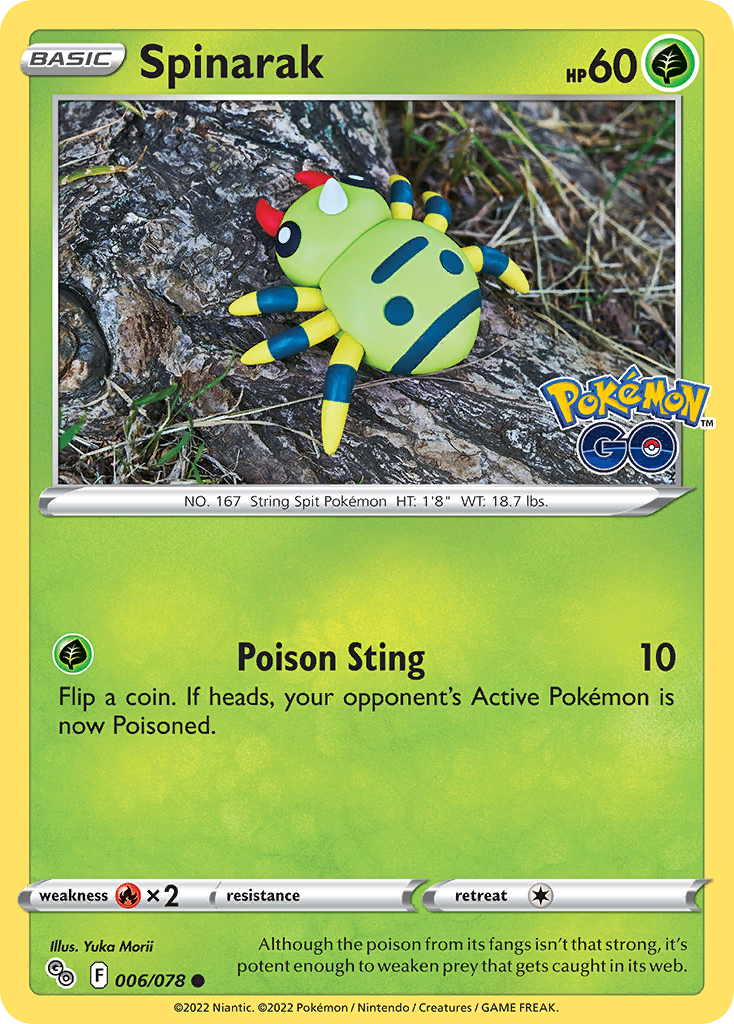 BASIC Spinarak HP60
POKéMON™
GO
NO. 167 String Spit Pokémon HT: 1'8" WT: 18.7 lbs.
Poison Sting 10
Flip a coin. If heads, your opponent's Active Pokémon is
now Poisoned.
weakness ×2 resistance retreat
Illus. Yuka Morii
Although the poison from its fangs isn't that strong, it's
potent enough to weaken prey that gets caught in its web.
GO F 006/078
©2022 Niantic. ©2022 Pokémon / Nintendo / Creatures / GAME FREAK.